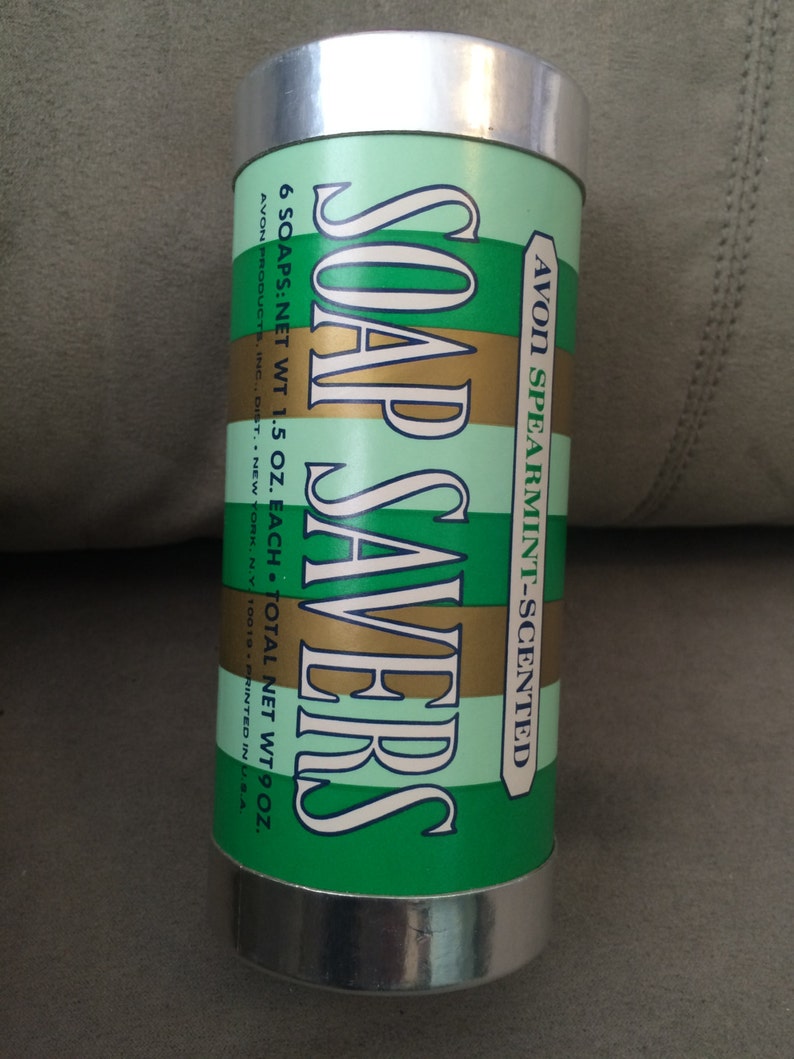 AVON SPEARMINT-SCENTED
SOAP SAVERS
6 SOAPS: NET WT 1.5 OZ. EACH • TOTAL NET WT 9 OZ.
AVON PRODUCTS, INC., DIST. • NEW YORK, N.Y. 10019 • PRINTED IN U.S.A.